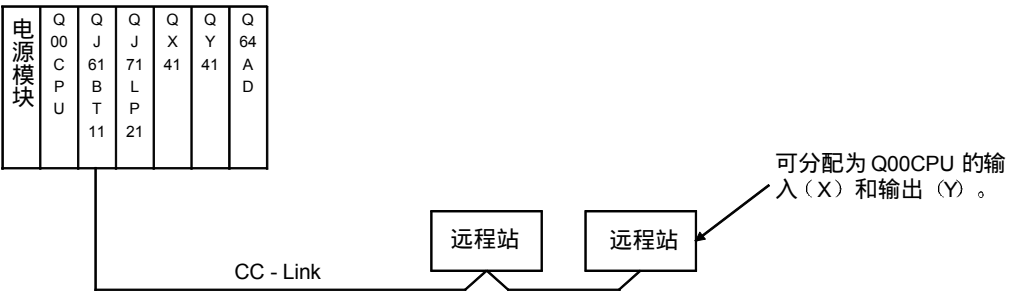 电源模块
Q00CPU
QJ61BT11
QJ71LP21
QX41
QY41
Q64AD
可分配为 Q00CPU 的输
入（X）和输出（Y）。
远程站
远程站
CC - Link